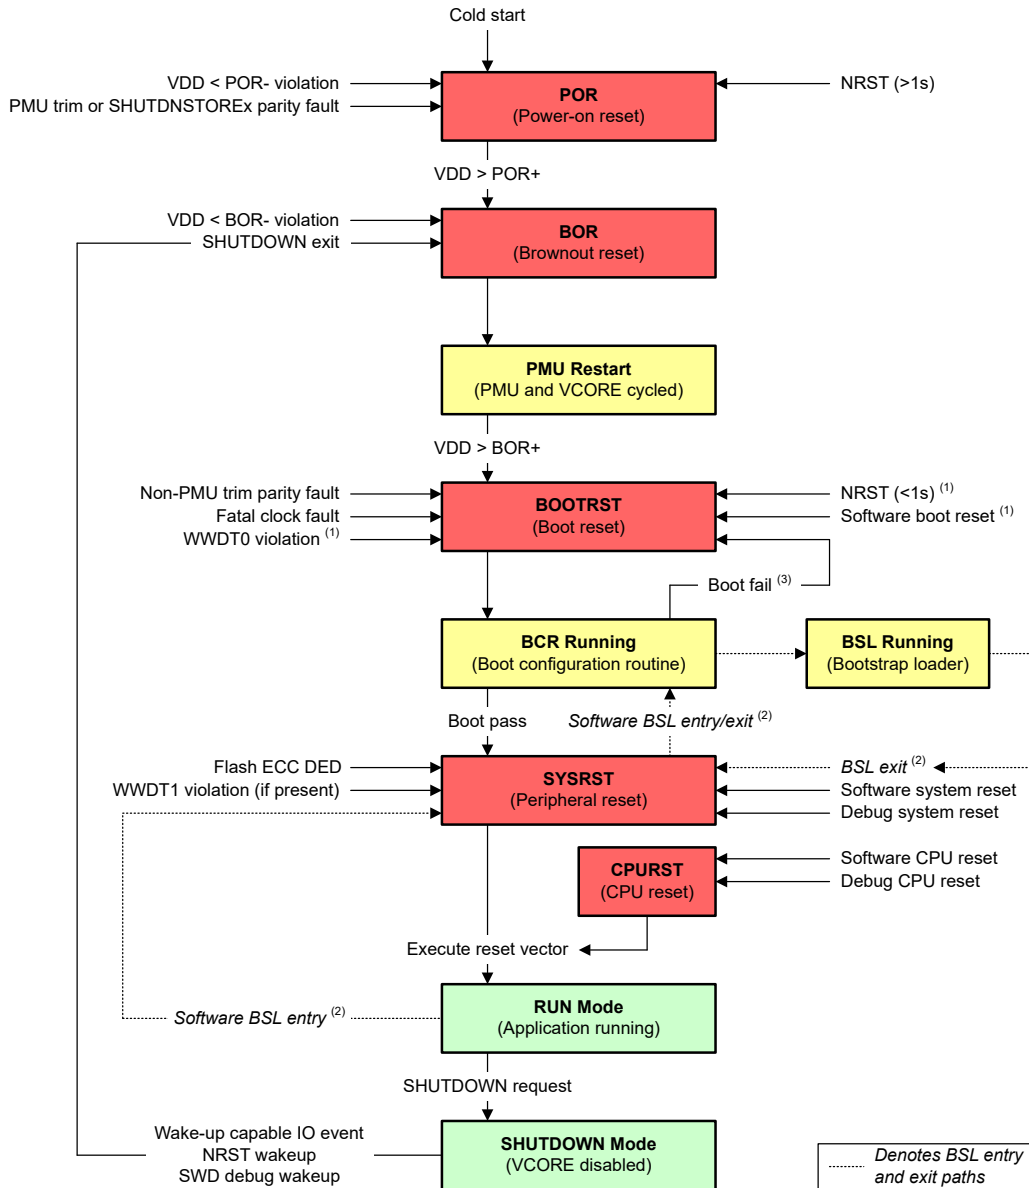 Cold start
VDD < POR- violation
PMU trim or SHUTDNSTOREx parity fault
POR
(Power-on reset)
NRST (>1s)
VDD > POR+
VDD < BOR- violation
SHUTDOWN exit
BOR
(Brownout reset)
PMU Restart
(PMU and VCORE cycled)
VDD > BOR+
Non-PMU trim parity fault
Fatal clock fault
WWDT0 violation (1)
BOOTRST
(Boot reset)
NRST (<1s) (1)
Software boot reset (1)
Boot fail (3)
BCR Running
(Boot configuration routine)
BSL Running
(Bootstrap loader)
Boot pass
Software BSL entry/exit (2)
Flash ECC DED
WWDT1 violation (if present)
SYSRST
(Peripheral reset)
BSL exit (2)
Software system reset
Debug system reset
CPURST
(CPU reset)
Software CPU reset
Debug CPU reset
Execute reset vector
Software BSL entry (2)
RUN Mode
(Application running)
SHUTDOWN request
Wake-up capable IO event
NRST wakeup
SWD debug wakeup
SHUTDOWN Mode
(VCORE disabled)
Denotes BSL entry
and exit paths